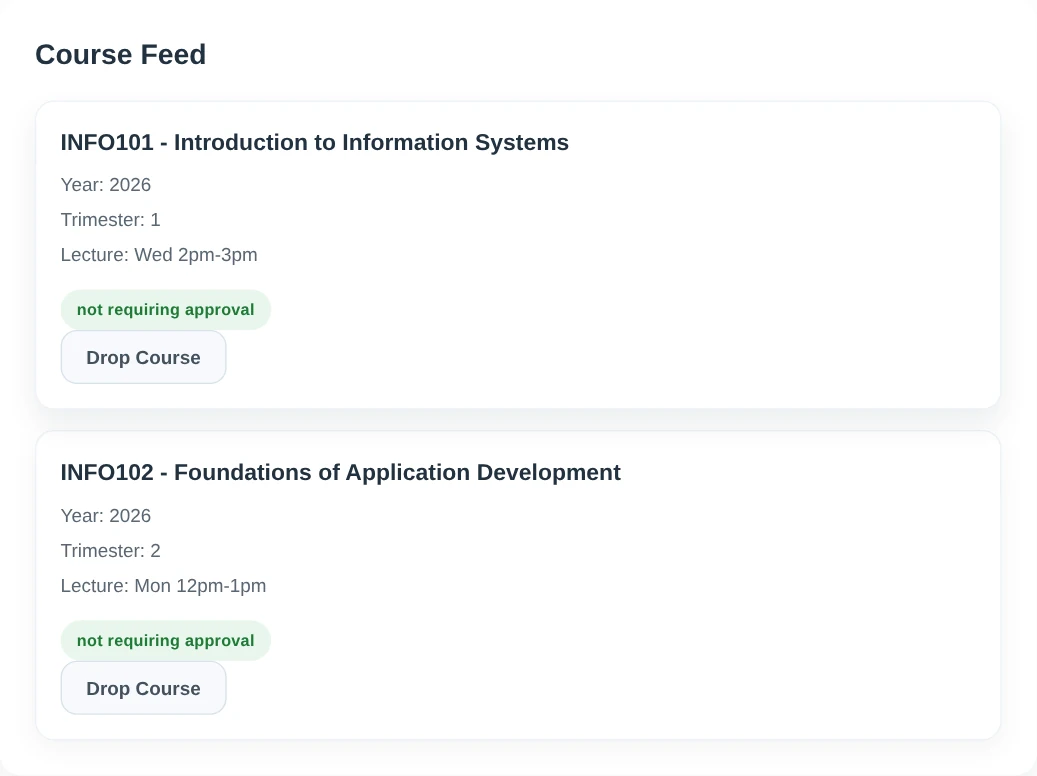 Course Feed
INFO101 - Introduction to Information Systems
Year: 2026
Trimester: 1
Lecture: Wed 2pm-3pm
not requiring approval
Drop Course
INFO102 - Foundations of Application Development
Year: 2026
Trimester: 2
Lecture: Mon 12pm-1pm
not requiring approval
Drop Course